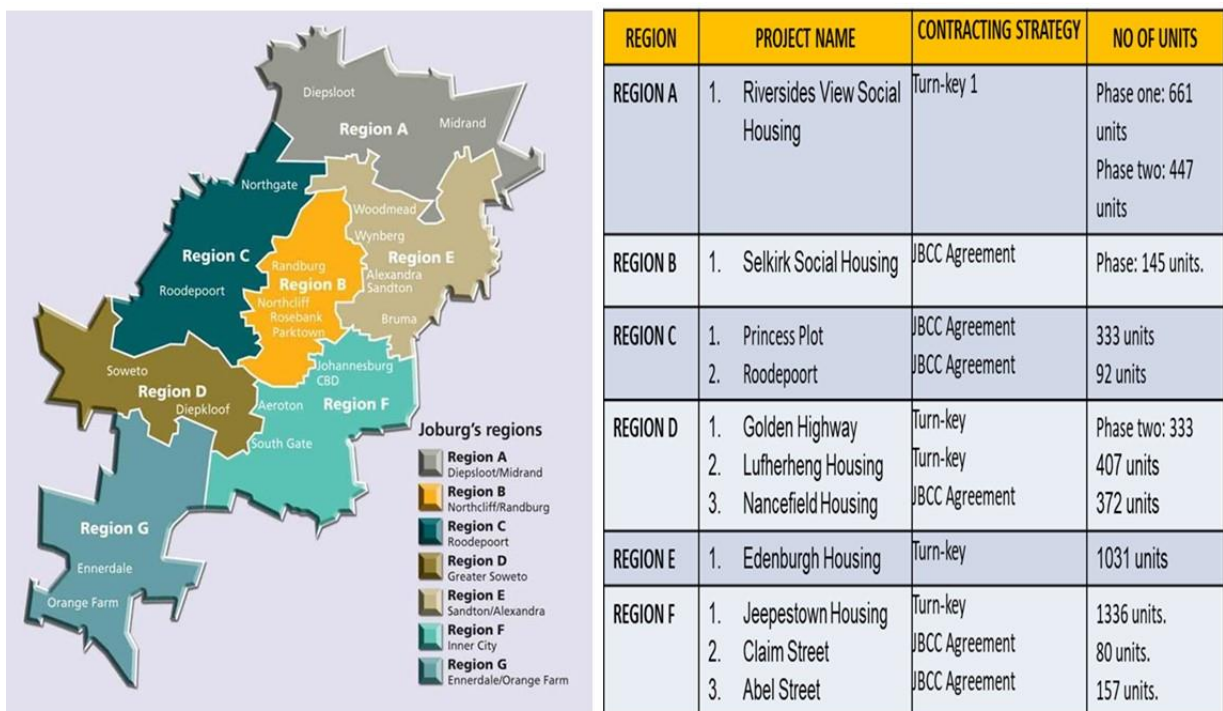 Diepsloot
Midrand
Region A
Northgate
Woodmead
Wynberg
Region C
Region E
Randburg
Alexandra
Region B
Sandton
Roodepoort
Northcliff
Rosebank
Bruma
Parktown
Soweto
Johannesburg
CBD
Region D
Aeroton
Region F
Diepkloof
South Gate
Region G
Ennerdale
Orange Farm
Joburg's regions
Region A
Diepsloot/Midrand
Region B
Northcliff/Randburg
Region C
Roodepoort
Region D
Greater Soweto
Region E
Sandton/Alexandra
Region F
Inner City
Region G
Ennerdale/Orange Farm
REGION PROJECT NAME CONTRACTING STRATEGY NO OF UNITS
REGION A 1. Riversides View Social Turn-key 1 Phase one: 661
Housing units
Phase two: 447
units
REGION B 1. Selkirk Social Housing JBCC Agreement Phase: 145 units.
REGION C 1. Princess Plot JBCC Agreement 333 units
2. Roodepoort JBCC Agreement 92 units
REGION D 1. Golden Highway Turn-key Phase two: 333
2. Lufherheng Housing Turn-key 407 units
3. Nancefield Housing JBCC Agreement 372 units
REGION E 1. Edenburgh Housing Turn-key 1031 units
REGION F 1. Jeepestown Housing Turn-key 1336 units.
2. Claim Street JBCC Agreement 80 units.
3. Abel Street JBCC Agreement 157 units.